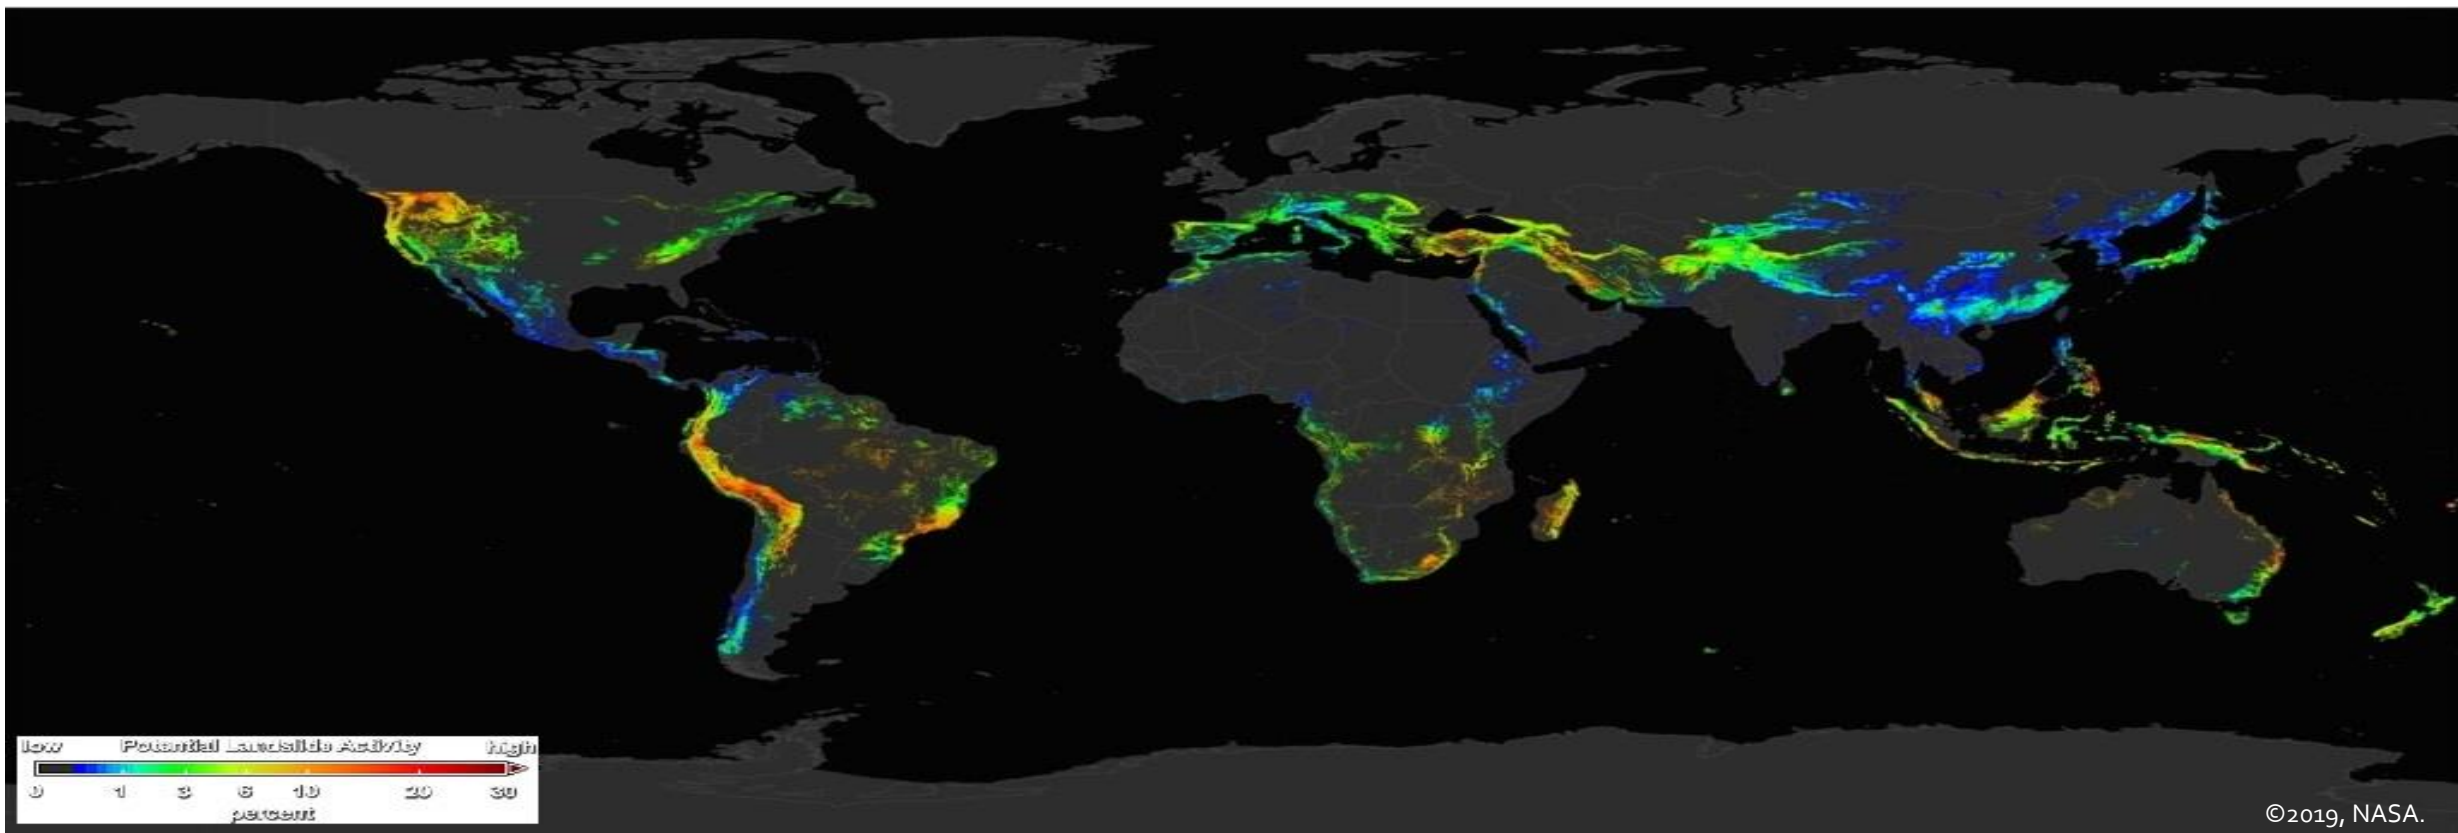 low Potential Landslide Activity high
0 1 3 6 10 20 30
percent
©2019, NASA.